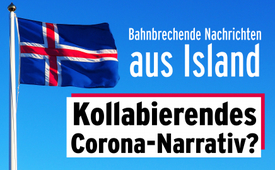 Bahnbrechende Nachrichten
aus Island
Kollabierendes
Corona-Narrativ?